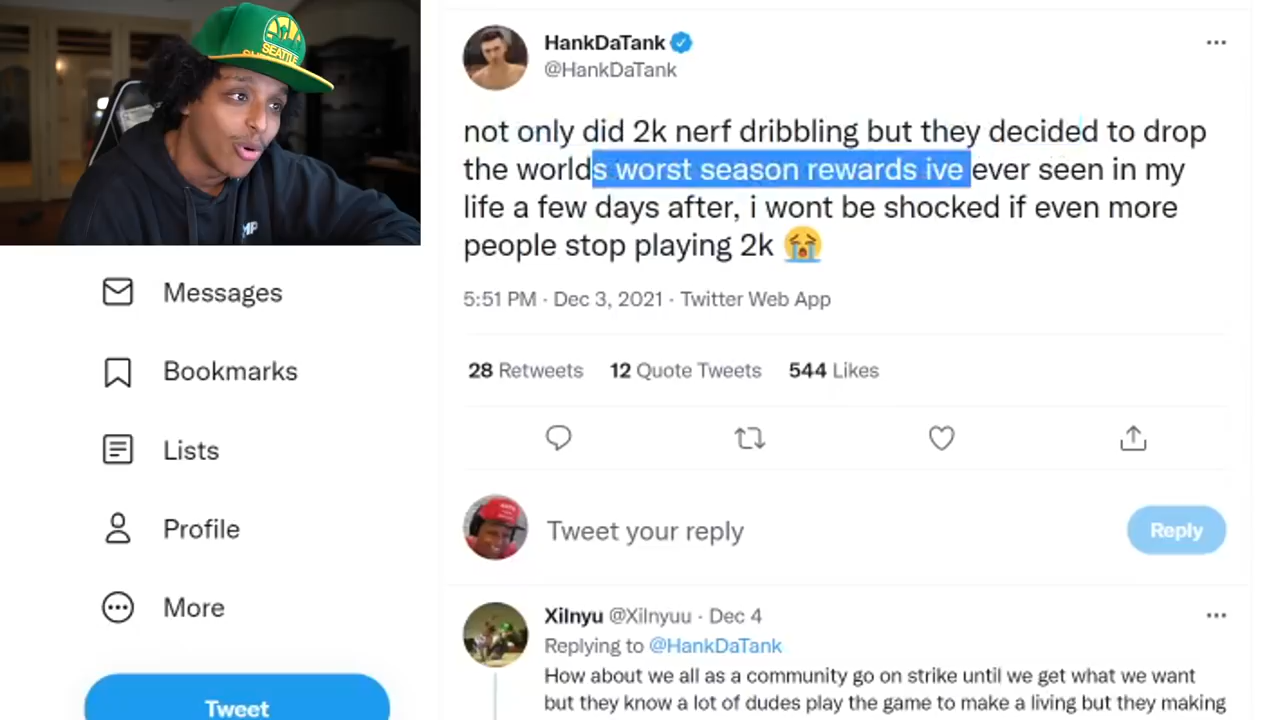 SEATTLE
HankDaTank
@HankDaTank
not only did 2k nerf dribbling but they decided to drop
the worlds worst season rewards ive ever seen in my
life a few days after, i wont be shocked if even more
people stop playing 2k 😭
5:51 PM · Dec 3, 2021 · Twitter Web App
28 Retweets 12 Quote Tweets 544 Likes
Tweet your reply
Reply
Xilnyu @Xilnyuu · Dec 4
Replying to @HankDaTank
How about we all as a community go on strike until we get what we want
but they know a lot of dudes play the game to make a living but they making
Messages
Bookmarks
Lists
Profile
More
Tweet